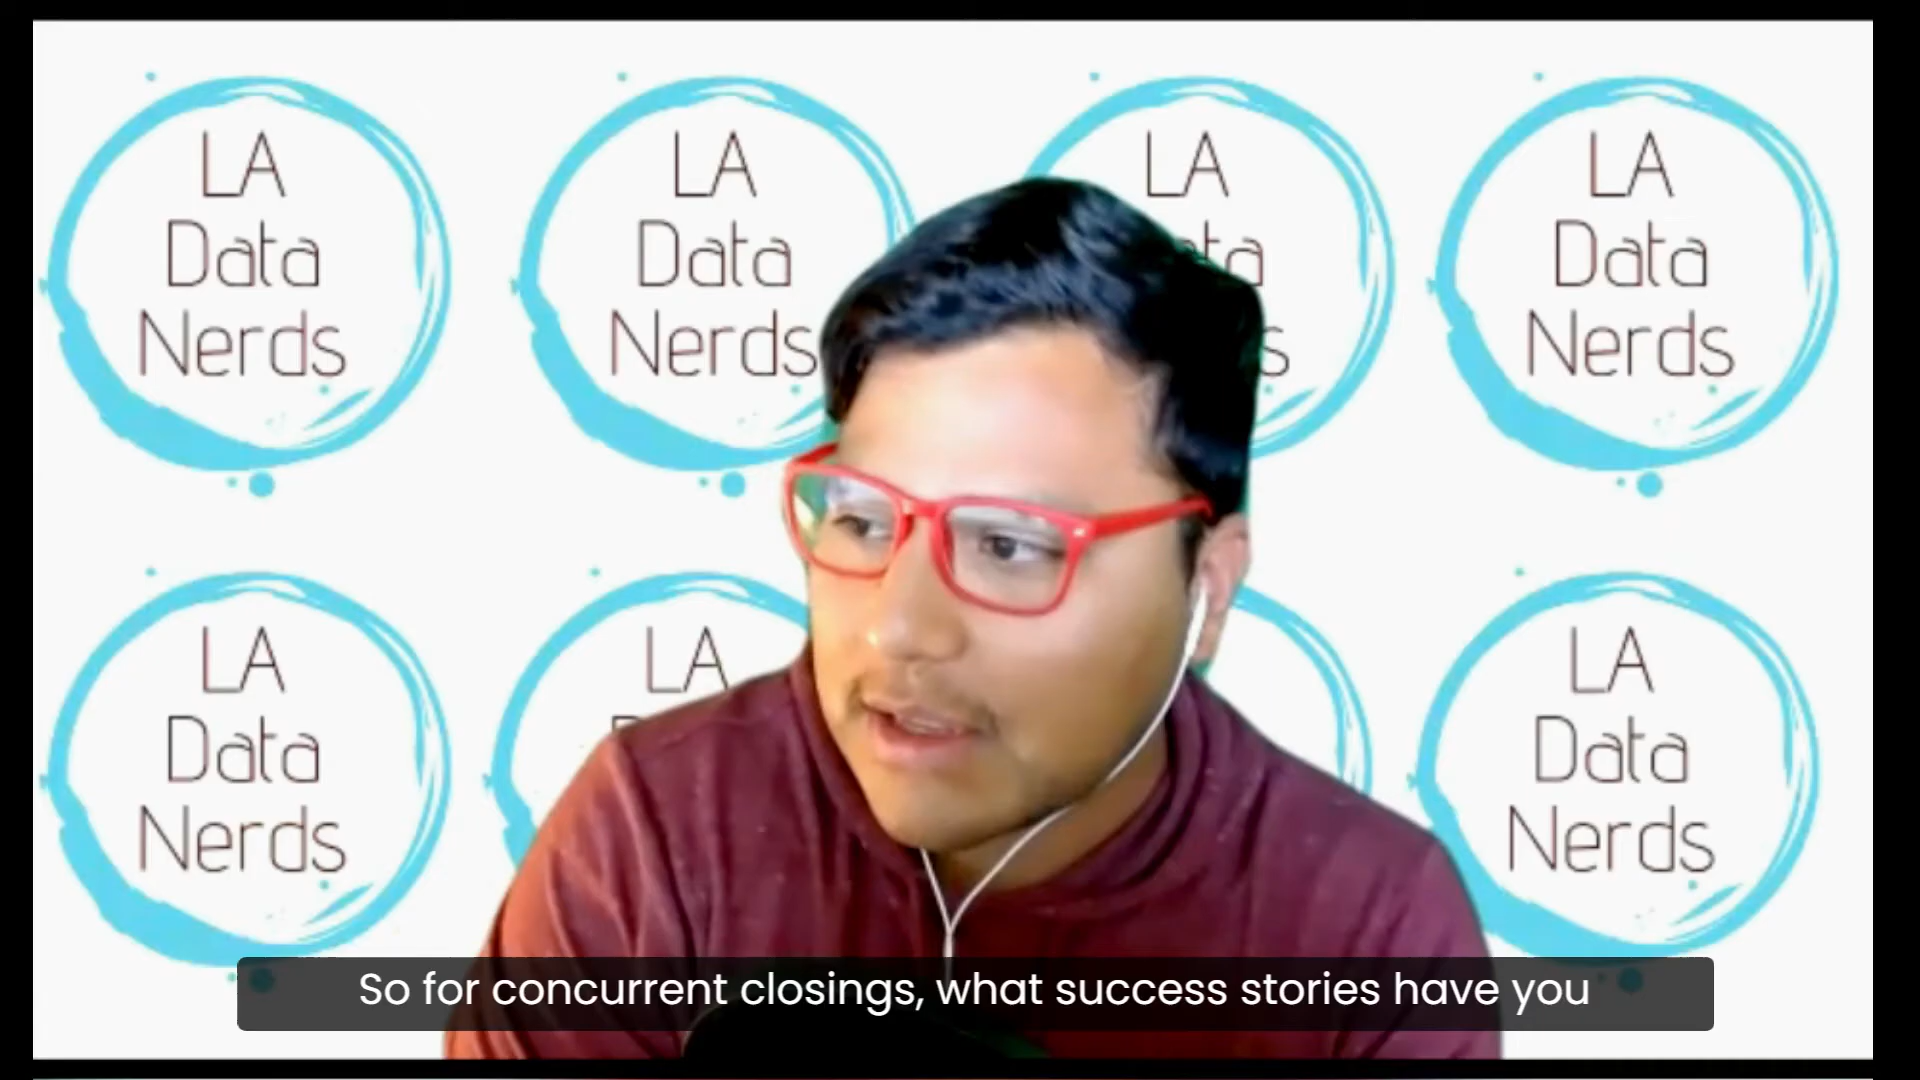 LA
Data
Nerds
LA
Data
Nerds
LA
LA
Data
Nerds
LA
Data
Nerds
LA
LA
Data
Nerds
So for concurrent closings, what success stories have you